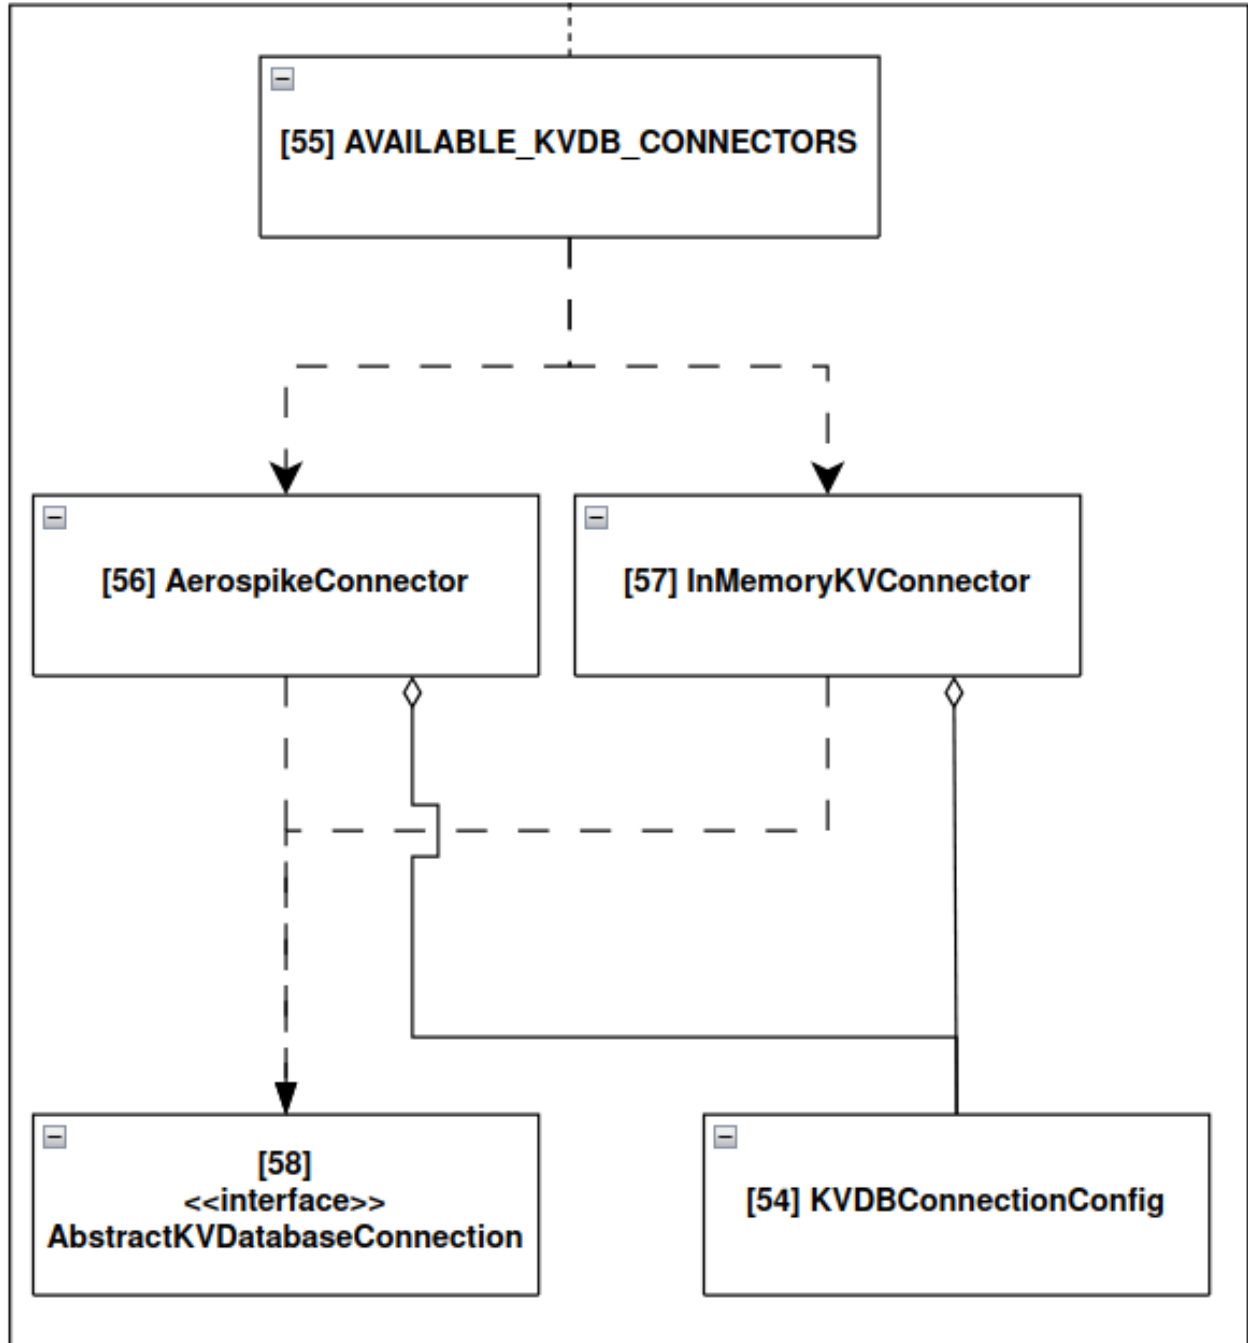 [55] AVAILABLE_KVDB_CONNECTORS
[56] AerospikeConnector
[57] InMemoryKVConnector
[58]
<<interface>>
AbstractKVDatabaseConnection
[54] KVDBConnectionConfig